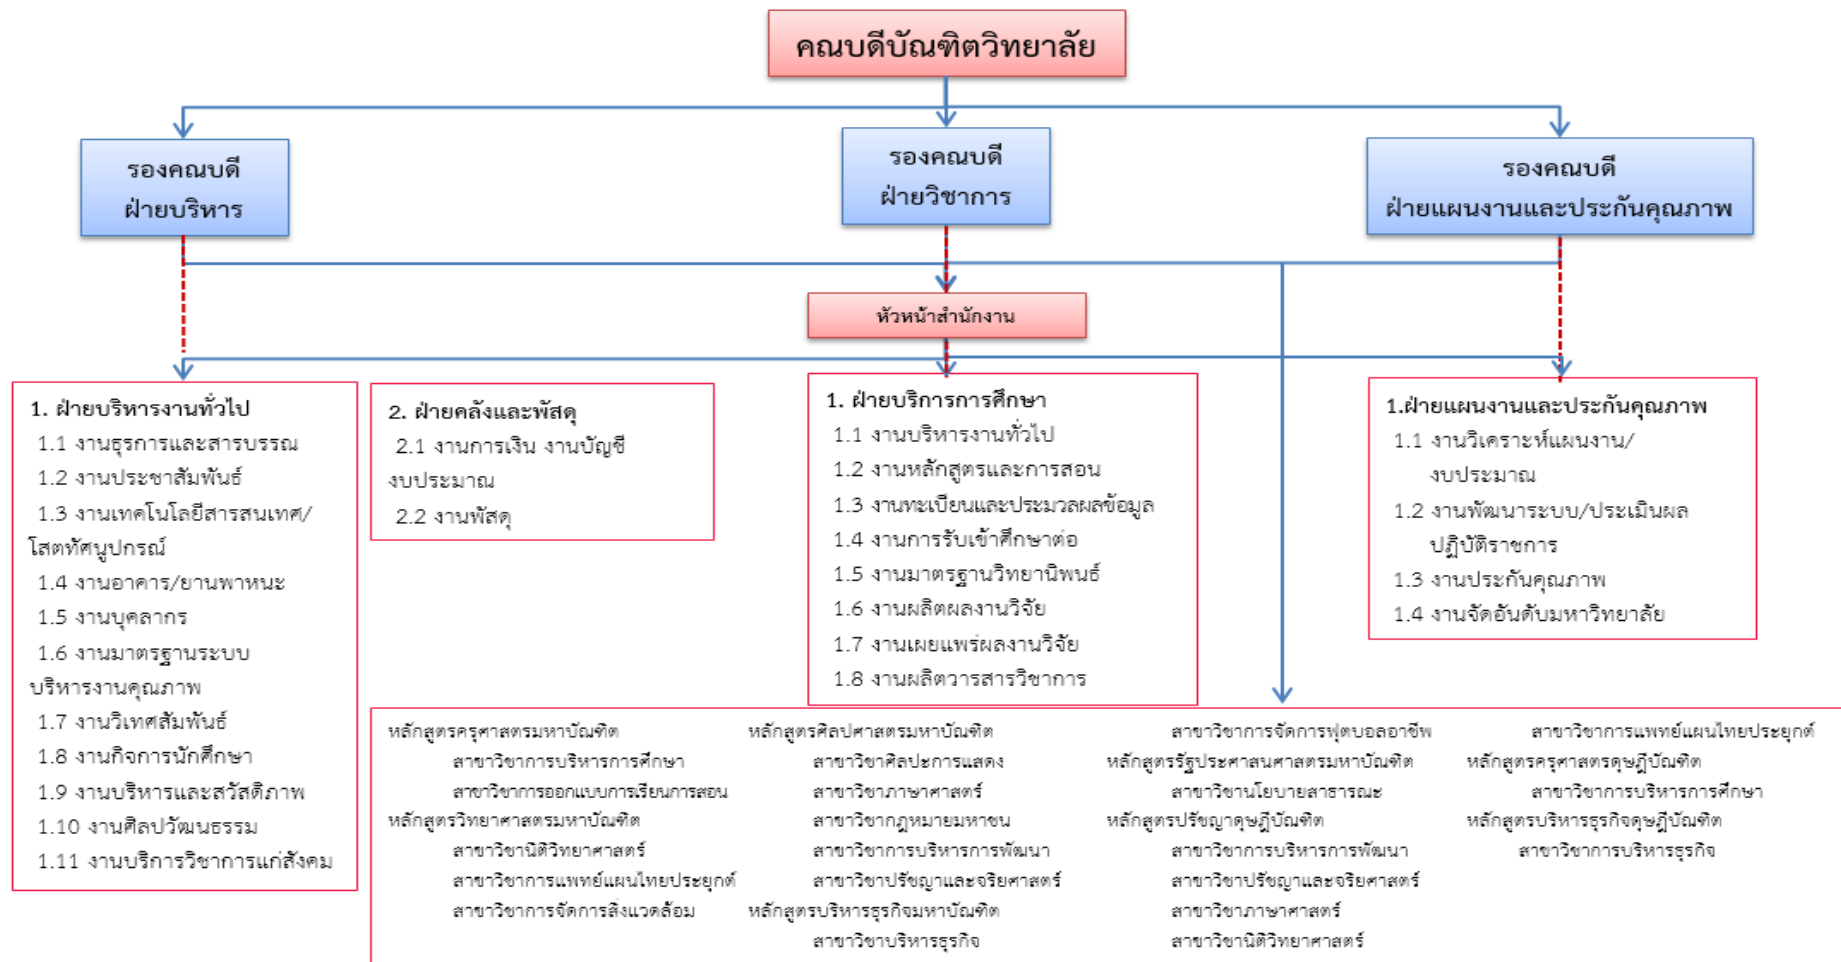 คณบดีบัณฑิตวิทยาลัย
รองคณบดี
ฝ่ายบริหาร
รองคณบดี
ฝ่ายวิชาการ
รองคณบดี
ฝ่ายแผนงานและประกันคุณภาพ
หัวหน้าสำนักงาน
1. ฝ่ายบริหารงานทั่วไป
1.1 งานธุรการและสารบรรณ
1.2 งานประชาสัมพันธ์
1.3 งานเทคโนโลยีสารสนเทศ/
โสตทัศนูปกรณ์
1.4 งานอาคาร/ยานพาหนะ
1.5 งานบุคลากร
1.6 งานมาตรฐานระบบ
บริหารงานคุณภาพ
1.7 งานวิเทศสัมพันธ์
1.8 งานกิจการนักศึกษา
1.9 งานบริหารและสวัสดิภาพ
1.10 งานศิลปวัฒนธรรม
1.11 งานบริการวิชาการแก่สังคม
2. ฝ่ายคลังและพัสดุ
2.1 งานการเงิน งานบัญชี
งบประมาณ
2.2 งานพัสดุ
1. ฝ่ายบริการการศึกษา
1.1 งานบริหารงานทั่วไป
1.2 งานหลักสูตรและการสอน
1.3 งานทะเบียนและประมวลผลข้อมูล
1.4 งานการรับเข้าศึกษาต่อ
1.5 งานมาตรฐานวิทยานิพนธ์
1.6 งานผลิตผลงานวิจัย
1.7 งานเผยแพร่ผลงานวิจัย
1.8 งานผลิตวารสารวิชาการ
1.ฝ่ายแผนงานและประกันคุณภาพ
1.1 งานวิเคราะห์แผนงาน/
งบประมาณ
1.2 งานพัฒนาระบบ/ประเมินผล
ปฏิบัติราชการ
1.3 งานประกันคุณภาพ
1.4 งานจัดอันดับมหาวิทยาลัย
หลักสูตรครุศาสตรมหาบัณฑิต
สาขาวิชาการบริหารการศึกษา
สาขาวิชาการออกแบบการเรียนการสอน
หลักสูตรวิทยาศาสตรมหาบัณฑิต
สาขาวิชานิติวิทยาศาสตร์
สาขาวิชาการแพทย์แผนไทยประยุกต์
สาขาวิชาการจัดการสิ่งแวดล้อม
หลักสูตรศิลปศาสตรมหาบัณฑิต
สาขาวิชาศิลปะการแสดง
สาขาวิชาภาษาศาสตร์
สาขาวิชากฎหมายมหาชน
สาขาวิชาการบริหารการพัฒนา
สาขาวิชาปรัชญาและจริยศาสตร์
หลักสูตรบริหารธุรกิจมหาบัณฑิต
สาขาวิชาบริหารธุรกิจ
สาขาวิชาการจัดการฟุตบอลอาชีพ
หลักสูตรรัฐประศาสนศาสตรมหาบัณฑิต
สาขาวิชานโยบายสาธารณะ
หลักสูตรปรัชญาดุษฎีบัณฑิต
สาขาวิชาการบริหารการพัฒนา
สาขาวิชาปรัชญาและจริยศาสตร์
สาขาวิชาภาษาศาสตร์
สาขาวิชานิติวิทยาศาสตร์
สาขาวิชาการแพทย์แผนไทยประยุกต์
หลักสูตรครุศาสตรดุษฎีบัณฑิต
สาขาวิชาการบริหารการศึกษา
หลักสูตรบริหารธุรกิจดุษฎีบัณฑิต
สาขาวิชาการบริหารธุรกิจ